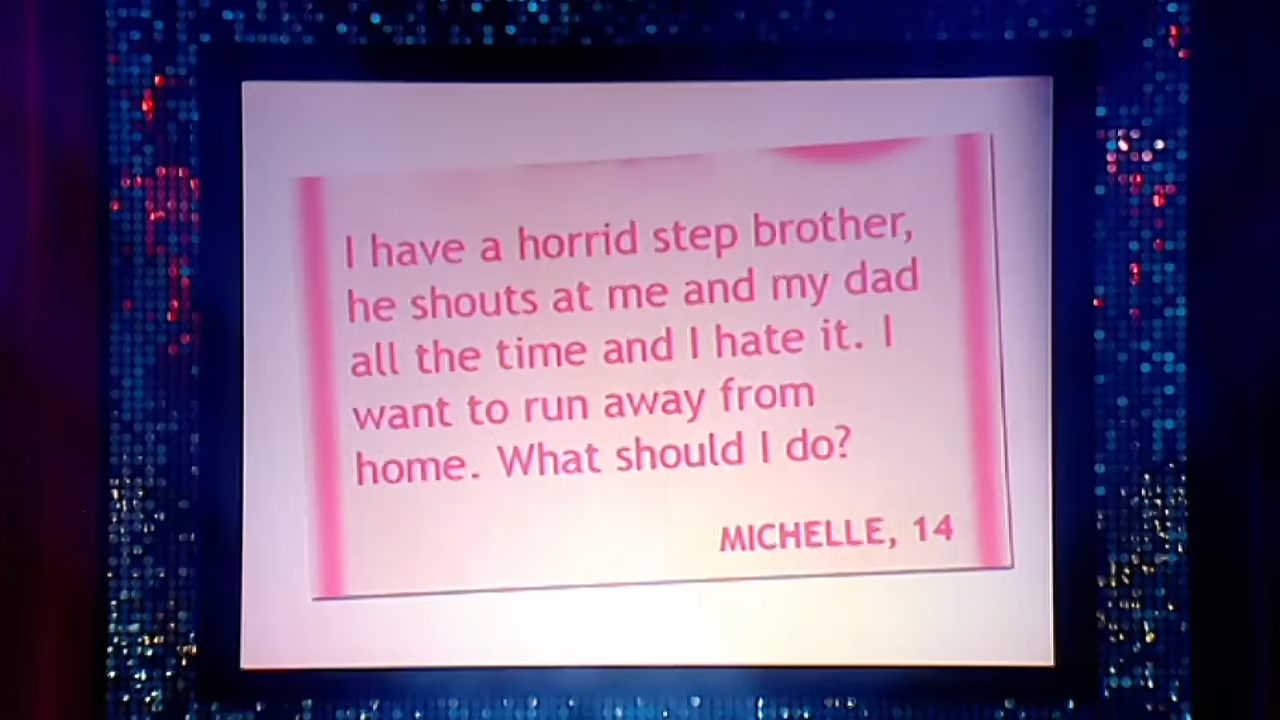 I have a horrid step brother,
he shouts at me and my dad
all the time and I hate it. I
want to run away from
home. What should I do?
MICHELLE, 14